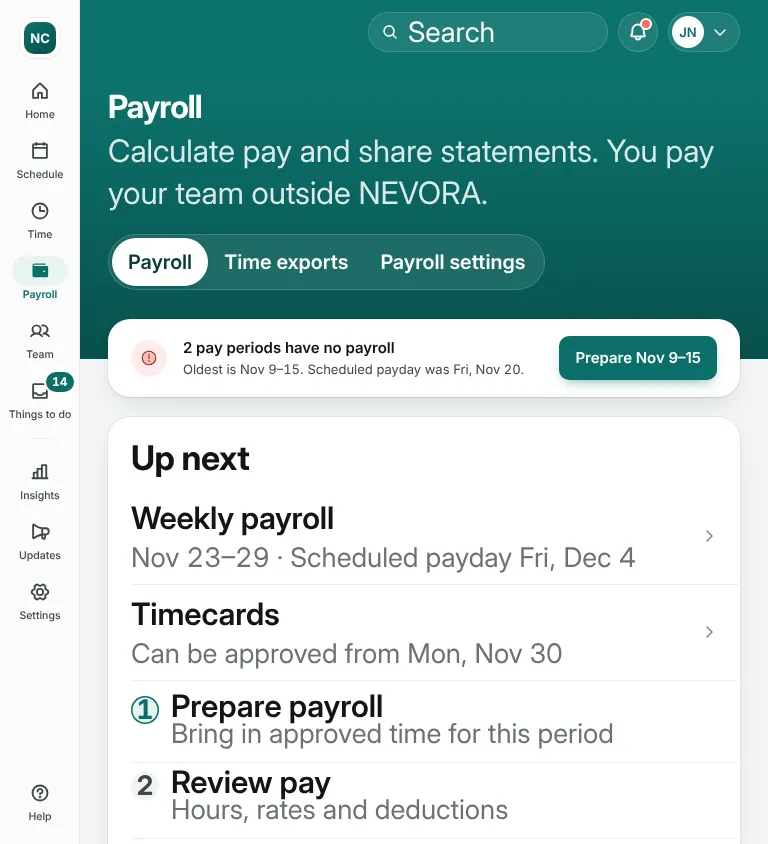 NC
Home
Schedule
Time
Payroll
Team
14
Things to do
Insights
Updates
Settings
Help
Search
JN
Payroll
Calculate pay and share statements. You pay
your team outside NEVORA.
Payroll
Time exports
Payroll settings
2 pay periods have no payroll
Oldest is Nov 9–15. Scheduled payday was Fri, Nov 20.
Prepare Nov 9–15
Up next
Weekly payroll
Nov 23–29 · Scheduled payday Fri, Dec 4
Timecards
Can be approved from Mon, Nov 30
1 Prepare payroll
Bring in approved time for this period
2 Review pay
Hours, rates and deductions